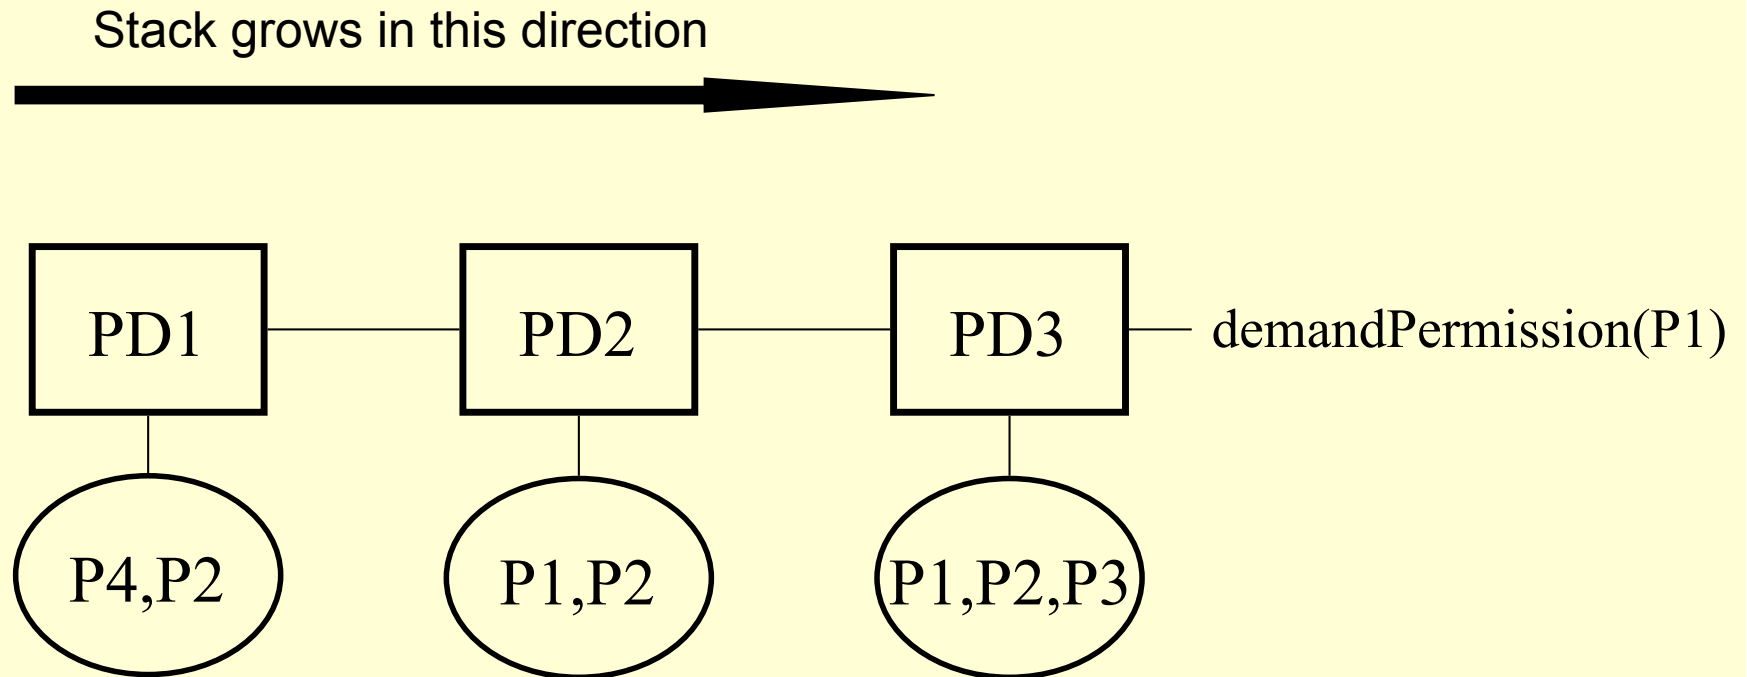 Stack grows in this direction
PD1
PD2
PD3
demandPermission(P1)
P4,P2
P1,P2
P1,P2,P3